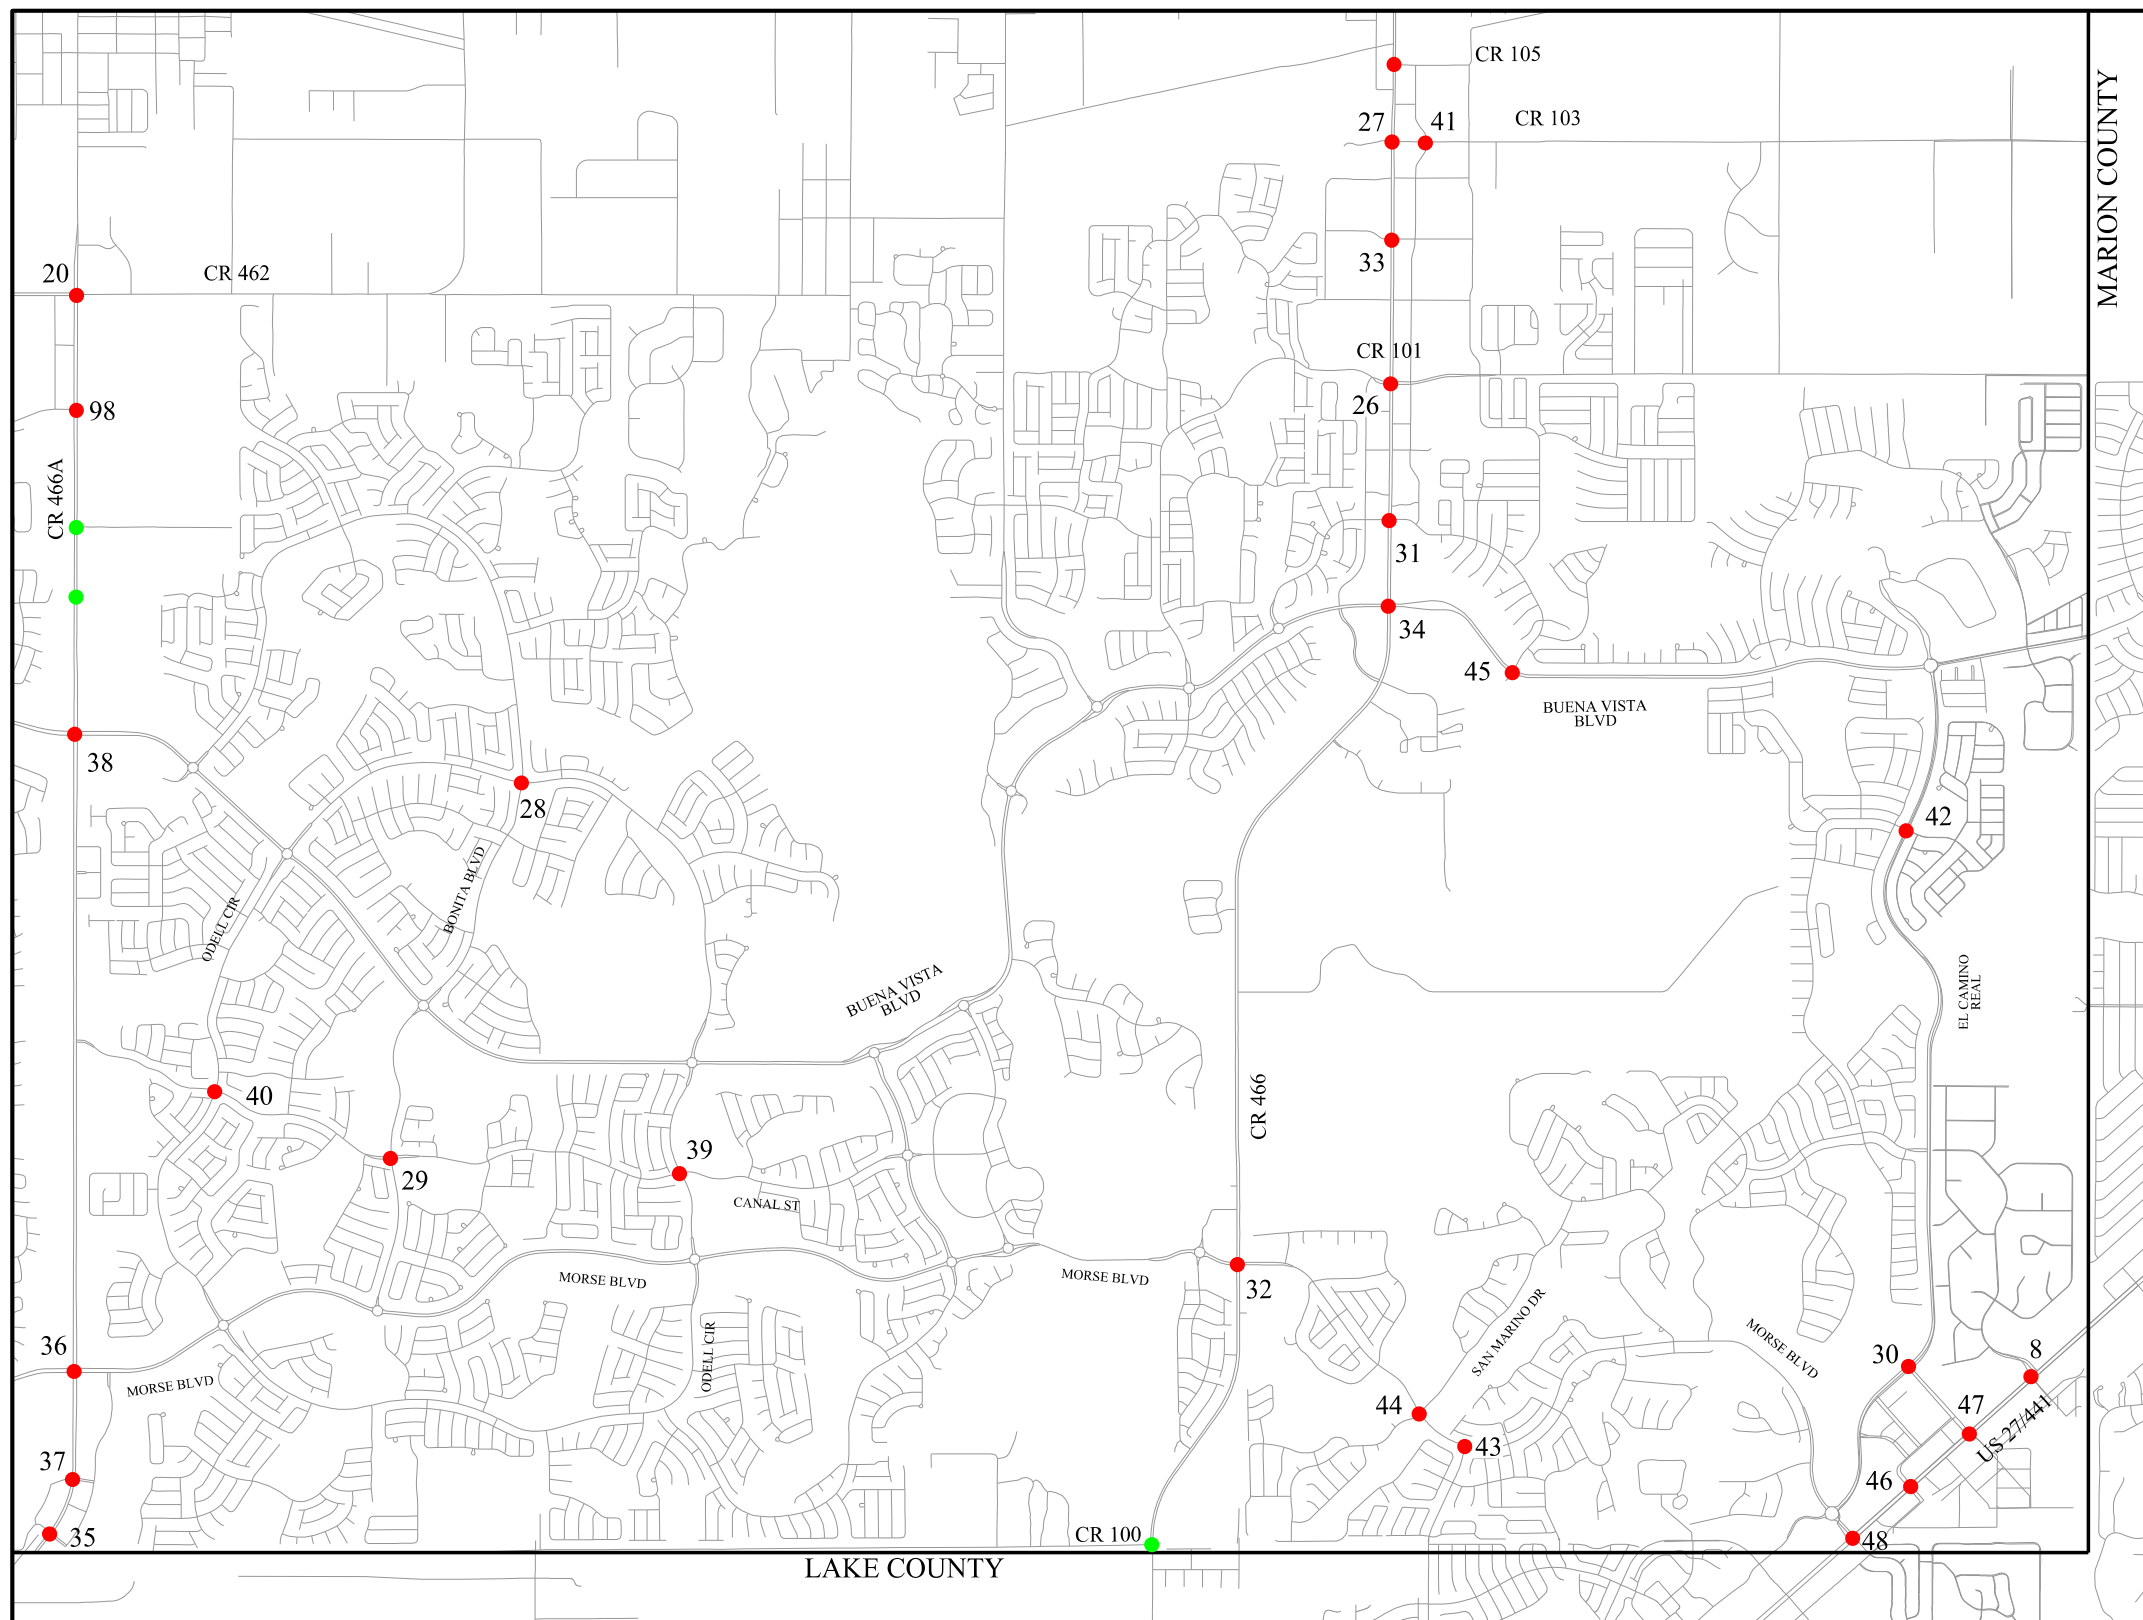 CR 105
MARION COUNTY
27
41
CR 103
33
20
CR 462
CR 101
26
98
CR 466A
31
34
45
BUENA VISTA
BLVD
38
28
42
BONITA BLVD
ODELL CIR
BUENA VISTA
BLVD
EL CAMINO
REAL
40
CR 466
39
29
CANAL ST
MORSE BLVD
MORSE BLVD
32
SAN MARINO DR
MORSE BLVD
36
ODELL CIR
30
8
MORSE BLVD
44
47
US 27/441
43
37
46
35
CR 100
48
LAKE COUNTY